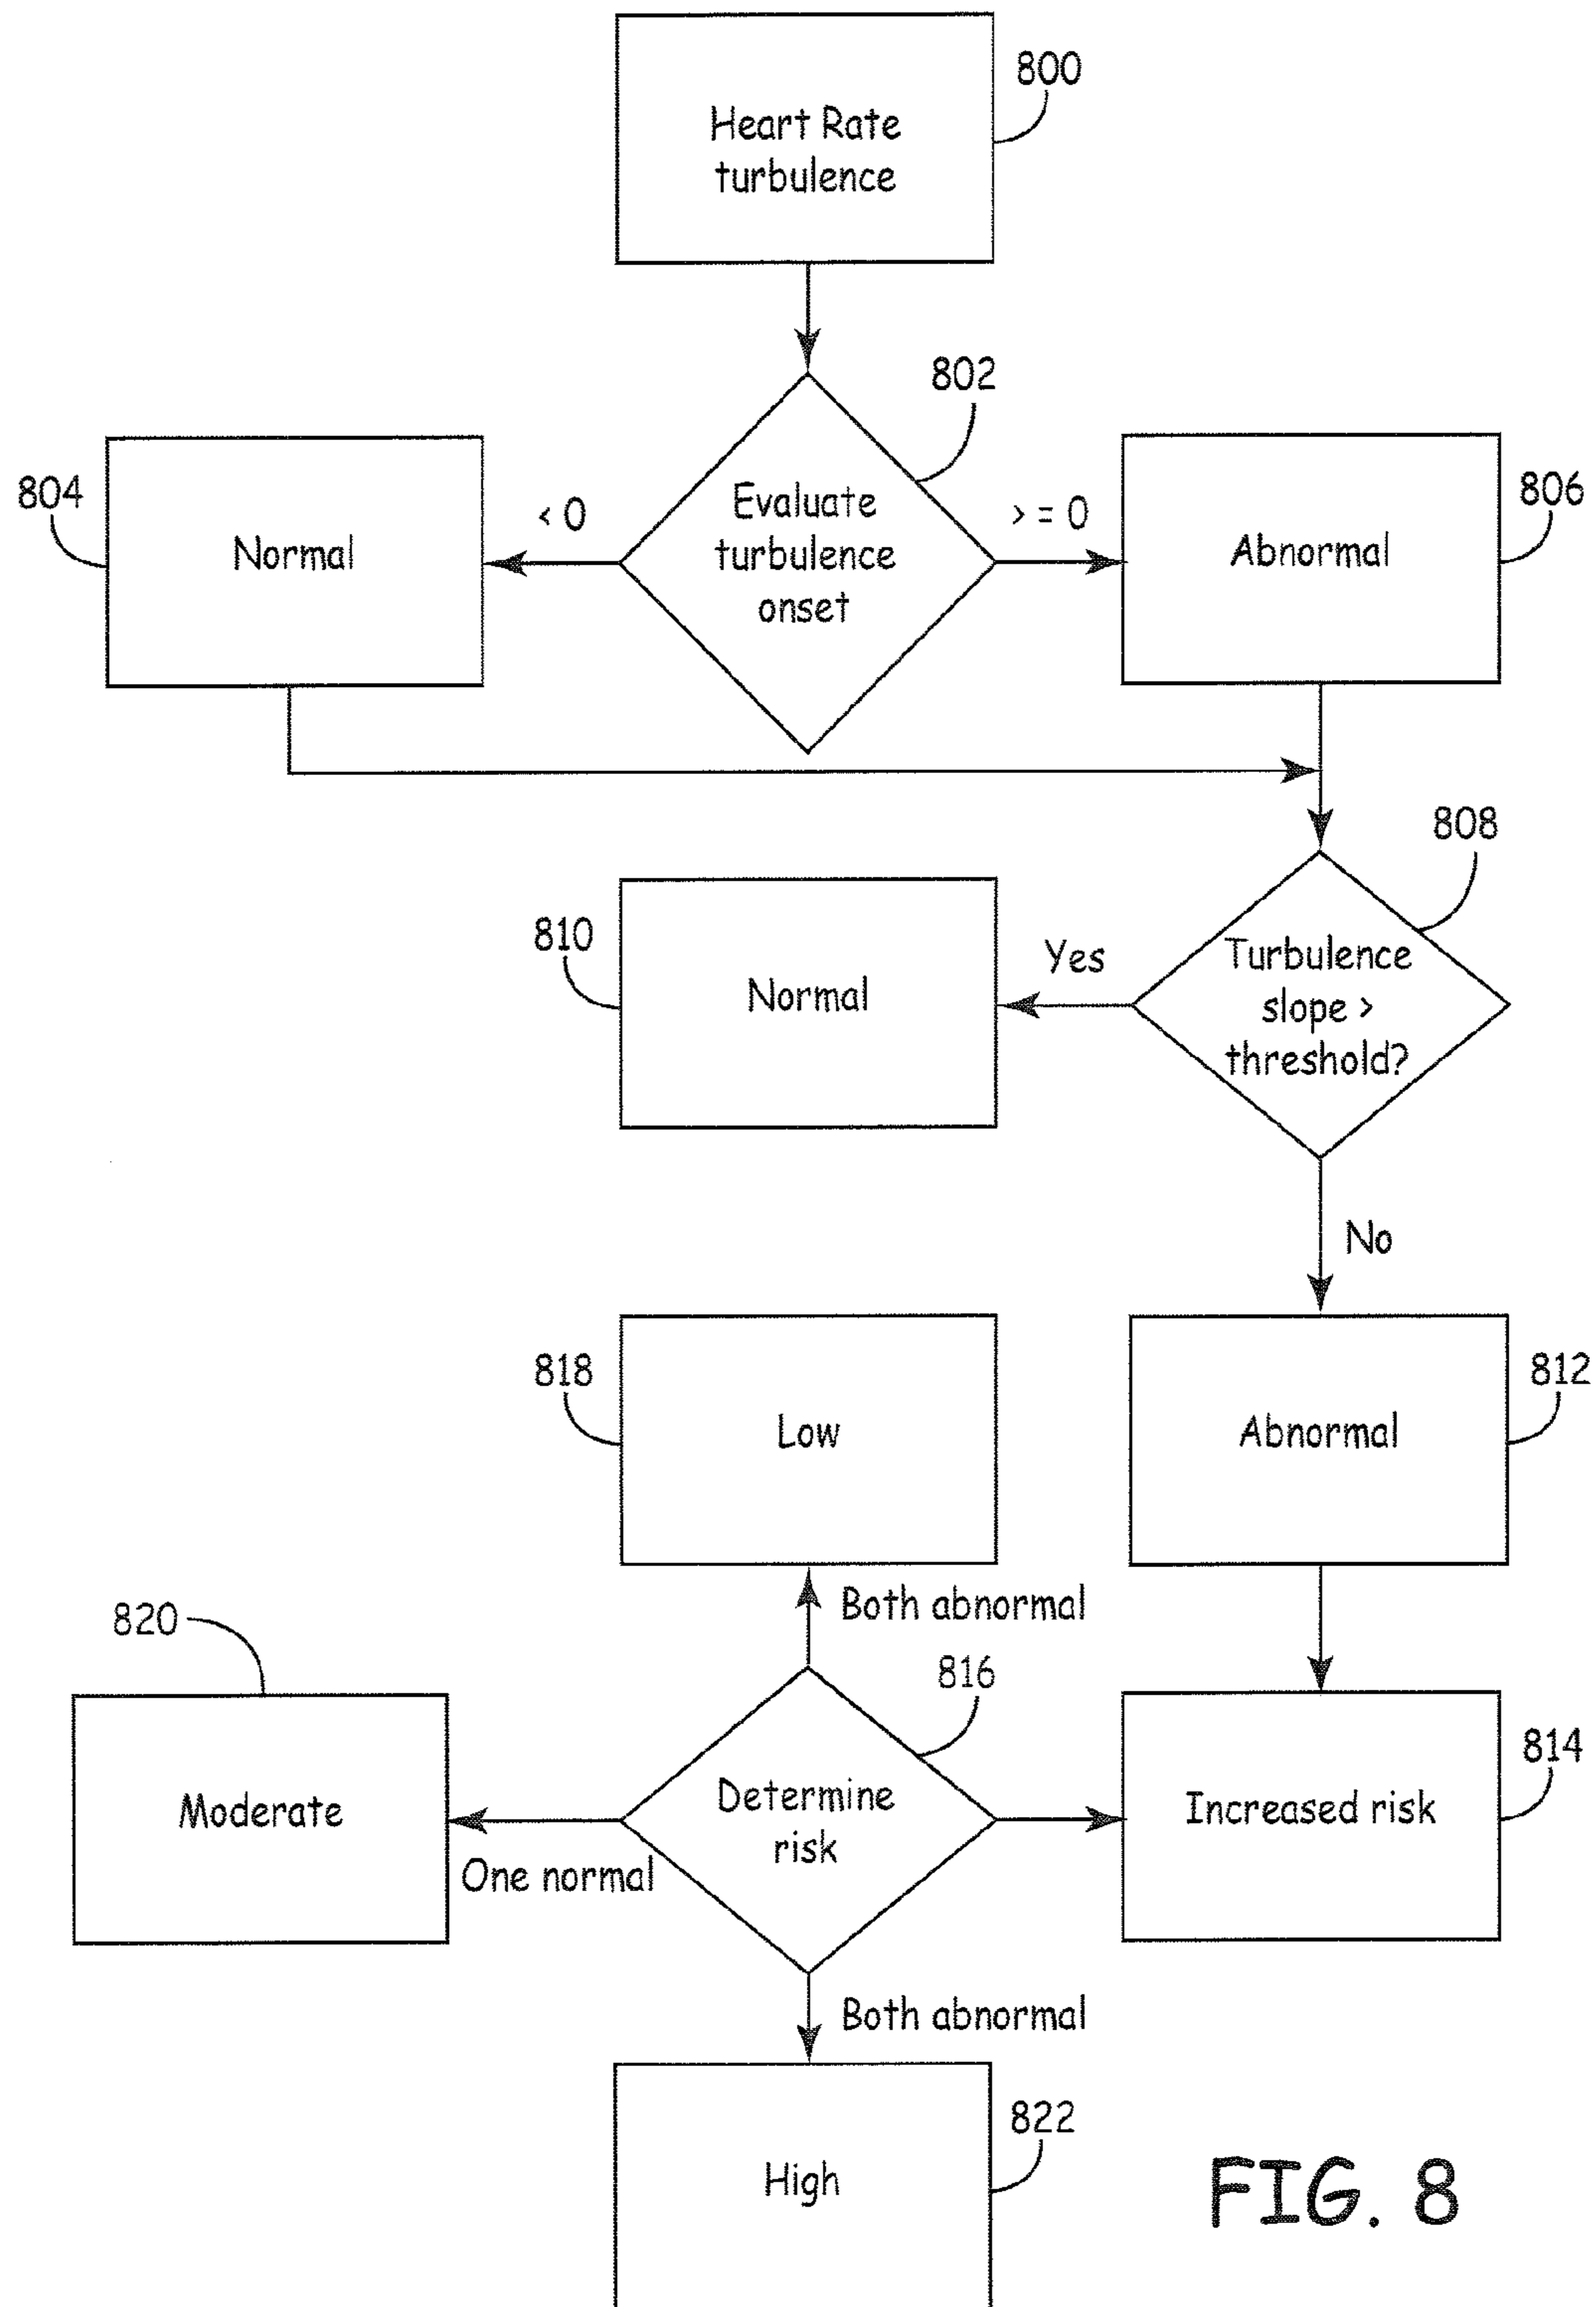 800
Heart Rate
turbulence
802
804
< 0
> = 0
806
Normal
Evaluate
turbulence
onset
Abnormal
808
810
Yes
Normal
Turbulence
slope >
threshold?
No
818
812
Low
Abnormal
Both abnormal
820
816
814
Moderate
Determine
risk
Increased risk
One normal
Both abnormal
822
High
FIG. 8